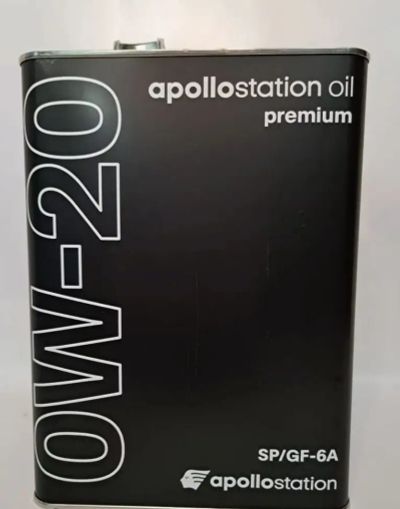 apollostation oil
premium
0W-20
SP/GF-6A
apollostation